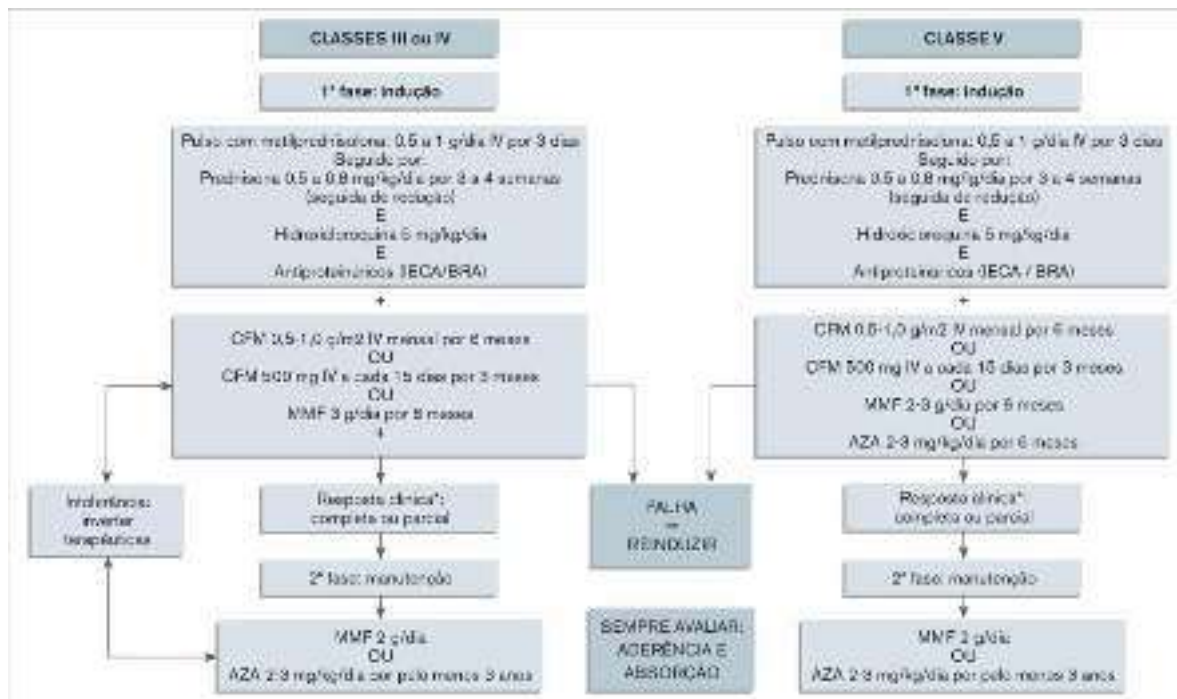 CLASSES III ou IV
1ª fase: indução
Pulso com metilprednisolona: 0,5 a 1 g/dia IV por 3 dias
Seguido por:
Prednisona 0,5 a 0,8 mg/kg/dia por 3 a 4 semanas
(seguida de redução)
E
Hidroxicloroquina 5 mg/kg/dia
E
Antiproteinúricos (IECA/BRA)
+
CFM 0,5-1,0 g/m2 IV mensal por 6 meses
OU
CFM 500 mg IV a cada 15 dias por 3 meses
OU
MMF 3 g/dia por 6 meses
+
Intolerância:
inverter
terapêuticas
Resposta clínica*:
completa ou parcial
2ª fase: manutenção
MMF 2 g/dia
OU
AZA 2-3 mg/kg/dia por pelo menos 3 anos
FALHA
REINDUZIR
SEMPRE AVALIAR:
ADERÊNCIA E
ABSORÇÃO
CLASSE V
1ª fase: indução
Pulso com metilprednisolona: 0,5 a 1 g/dia IV por 3 dias
Seguido por:
Prednisona 0,5 a 0,8 mg/kg/dia por 3 a 4 semanas
(seguida de redução)
E
Hidroxicloroquina 5 mg/kg/dia
E
Antiproteinúricos (IECA / BRA)
+
CFM 0,5-1,0 g/m2 IV mensal por 6 meses
OU
CFM 500 mg IV a cada 15 dias por 3 meses
OU
MMF 2-3 g/dia por 6 meses
OU
AZA 2-3 mg/kg/dia por 6 meses
Resposta clínica*:
completa ou parcial
2ª fase: manutenção
MMF 2 g/dia
OU
AZA 2-3 mg/kg/dia por pelo menos 3 anos